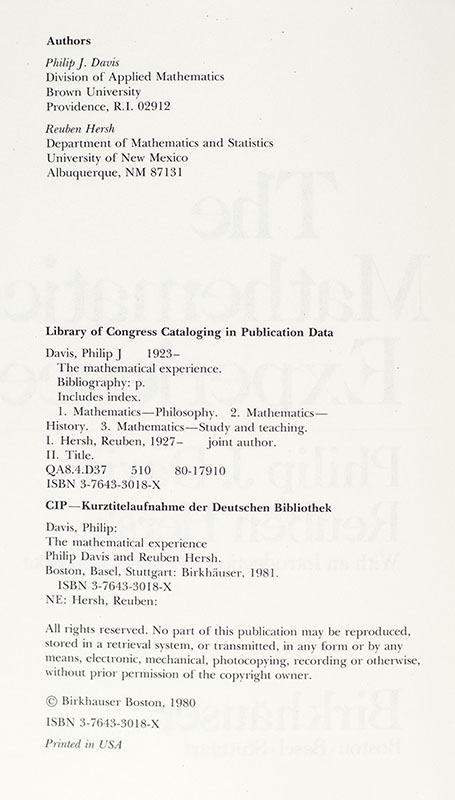 Authors
Philip J. Davis
Division of Applied Mathematics
Brown University
Providence, R.I. 02912
Reuben Hersh
Department of Mathematics and Statistics
University of New Mexico
Albuquerque, NM 87131
Library of Congress Cataloging in Publication Data
Davis, Philip J 1923–
The mathematical experience.
Bibliography: p.
Includes index.
1. Mathematics—Philosophy. 2. Mathematics—
History. 3. Mathematics—Study and teaching.
I. Hersh, Reuben, 1927– joint author.
II. Title.
QA8.4.D37 510 80-17910
ISBN 3-7643-3018-X
CIP—Kurztitelaufnahme der Deutschen Bibliothek
Davis, Philip:
The mathematical experience
Philip Davis and Reuben Hersh.
Boston, Basel, Stuttgart: Birkhäuser, 1981.
ISBN 3-7643-3018-X
NE: Hersh, Reuben:
All rights reserved. No part of this publication may be reproduced,
stored in a retrieval system, or transmitted, in any form or by any
means, electronic, mechanical, photocopying, recording or otherwise,
without prior permission of the copyright owner.
© Birkhauser Boston, 1980
ISBN 3-7643-3018-X
Printed in USA